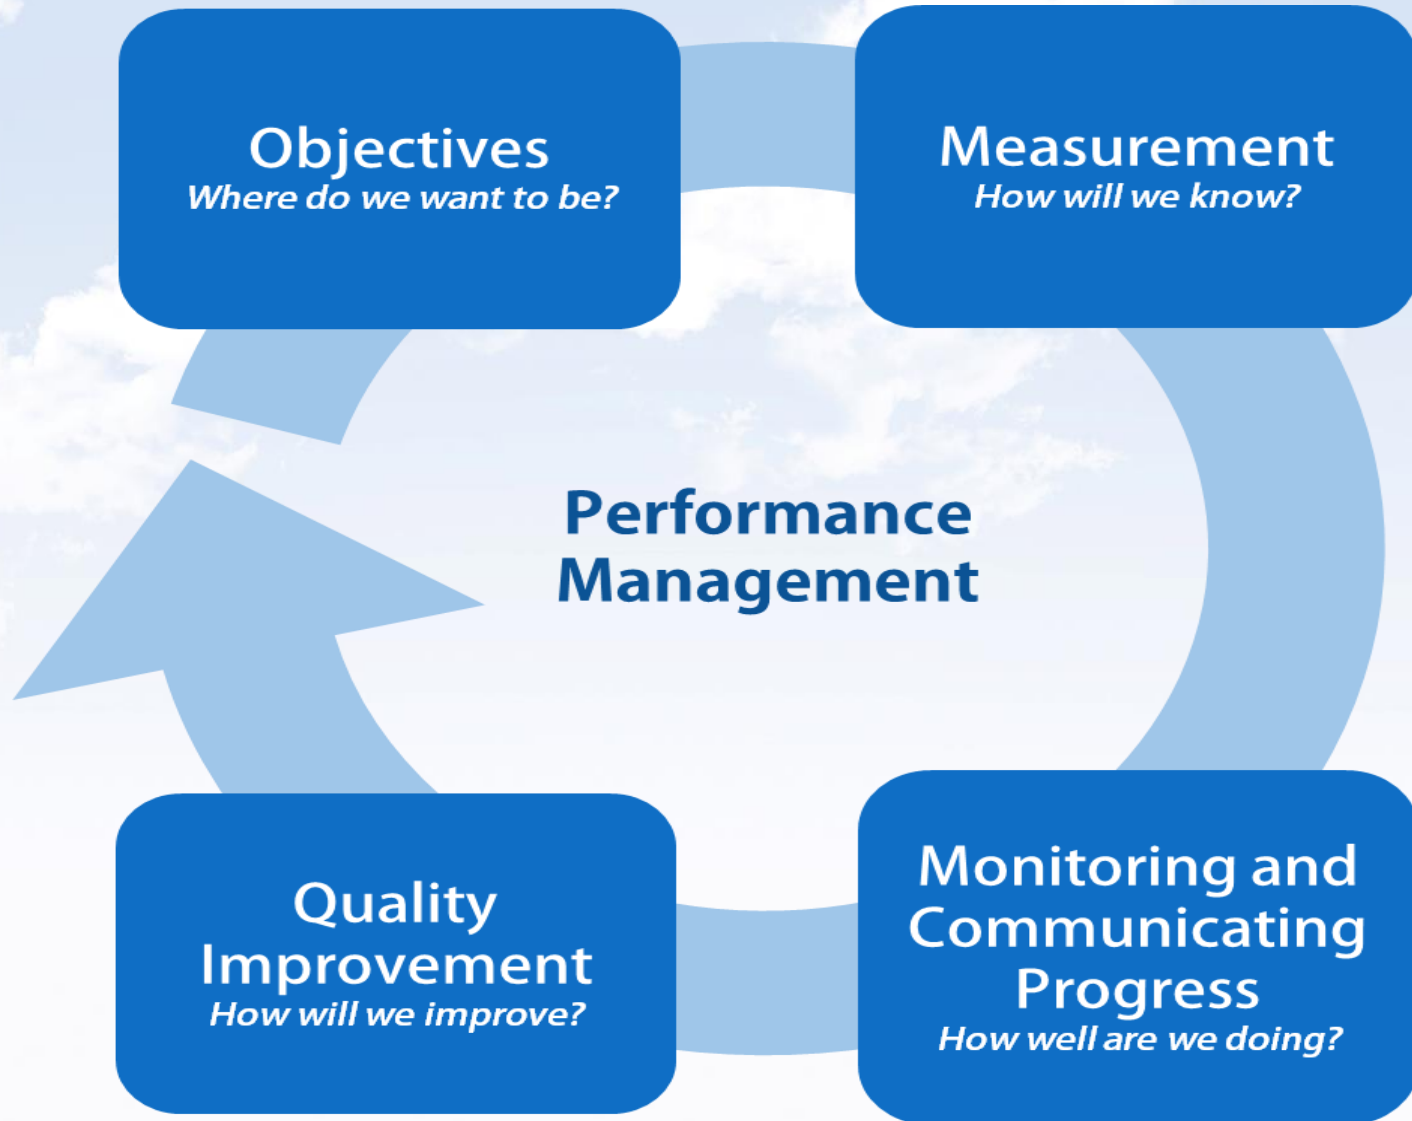 Objectives
Where do we want to be?
Measurement
How will we know?
Performance
Management
Quality
Improvement
How will we improve?
Monitoring and
Communicating
Progress
How well are we doing?